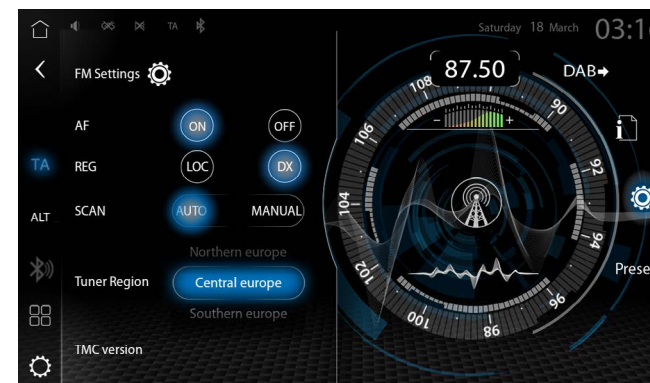 TA
Saturday 18 March 03:1
FM Settings
87.50
DAB
AF ON OFF
TA
REG LOC DX
ALT
SCAN AUTO MANUAL
Northern europe
Tuner Region
Central europe
Southern europe
TMC version
- +
108
90
106
92
104
94
102
96
100
98
i
Prese